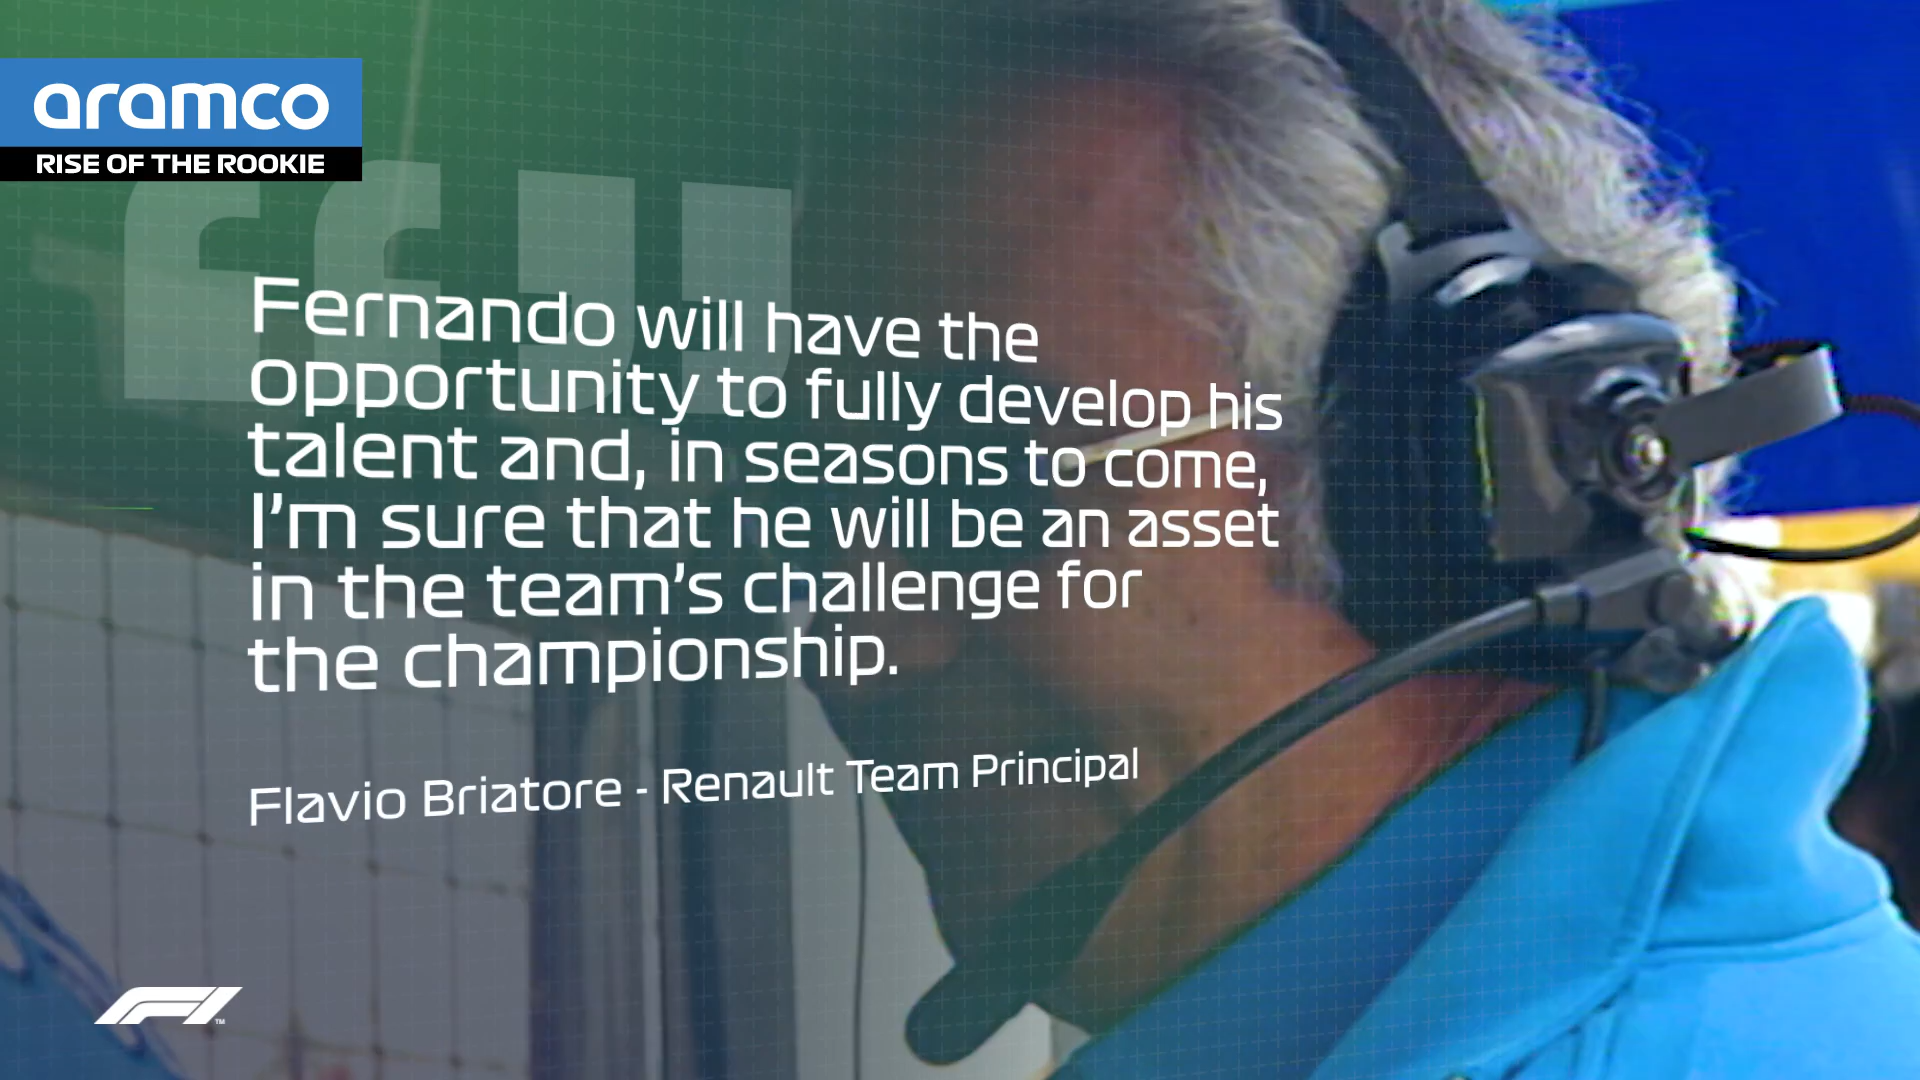 aramco
RISE OF THE ROOKIE
Fernando will have the
opportunity to fully develop his
talent and, in seasons to come,
I'm sure that he will be an asset
in the team's challenge for
the championship.
Flavio Briatore - Renault Team Principal
F1
TM